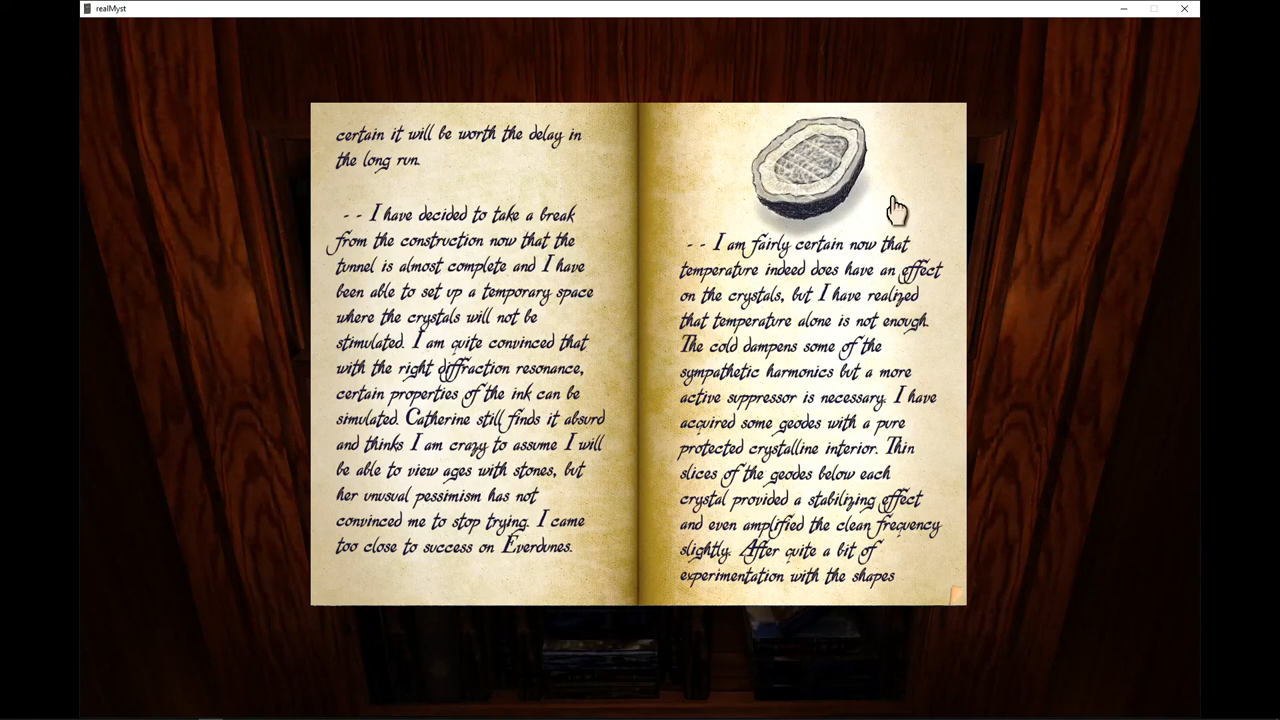 realMyst
certain it will be worth the delay in
the long run.
-- I have decided to take a break
from the construction now that the
tunnel is almost complete and I have
been able to set up a temporary space
where the crystals will not be
stimulated. I am quite convinced that
with the right diffraction resonance,
certain properties of the ink can be
simulated. Catherine still finds it absurd
and thinks I am crazy to assume I will
be able to view ages with stones, but
her unusual pessimism has not
convinced me to stop trying. I came
too close to success on Everdunes.
-- I am fairly certain now that
temperature indeed does have an effect
on the crystals, but I have realized
that temperature alone is not enough.
The cold dampens some of the
sympathetic harmonics but a more
active suppressor is necessary. I have
acquired some geodes with a pure
protected crystalline interior. Thin
slices of the geodes below each
crystal provided a stabilizing effect
and even amplified the clean frequency
slightly. After quite a bit of
experimentation with the shapes